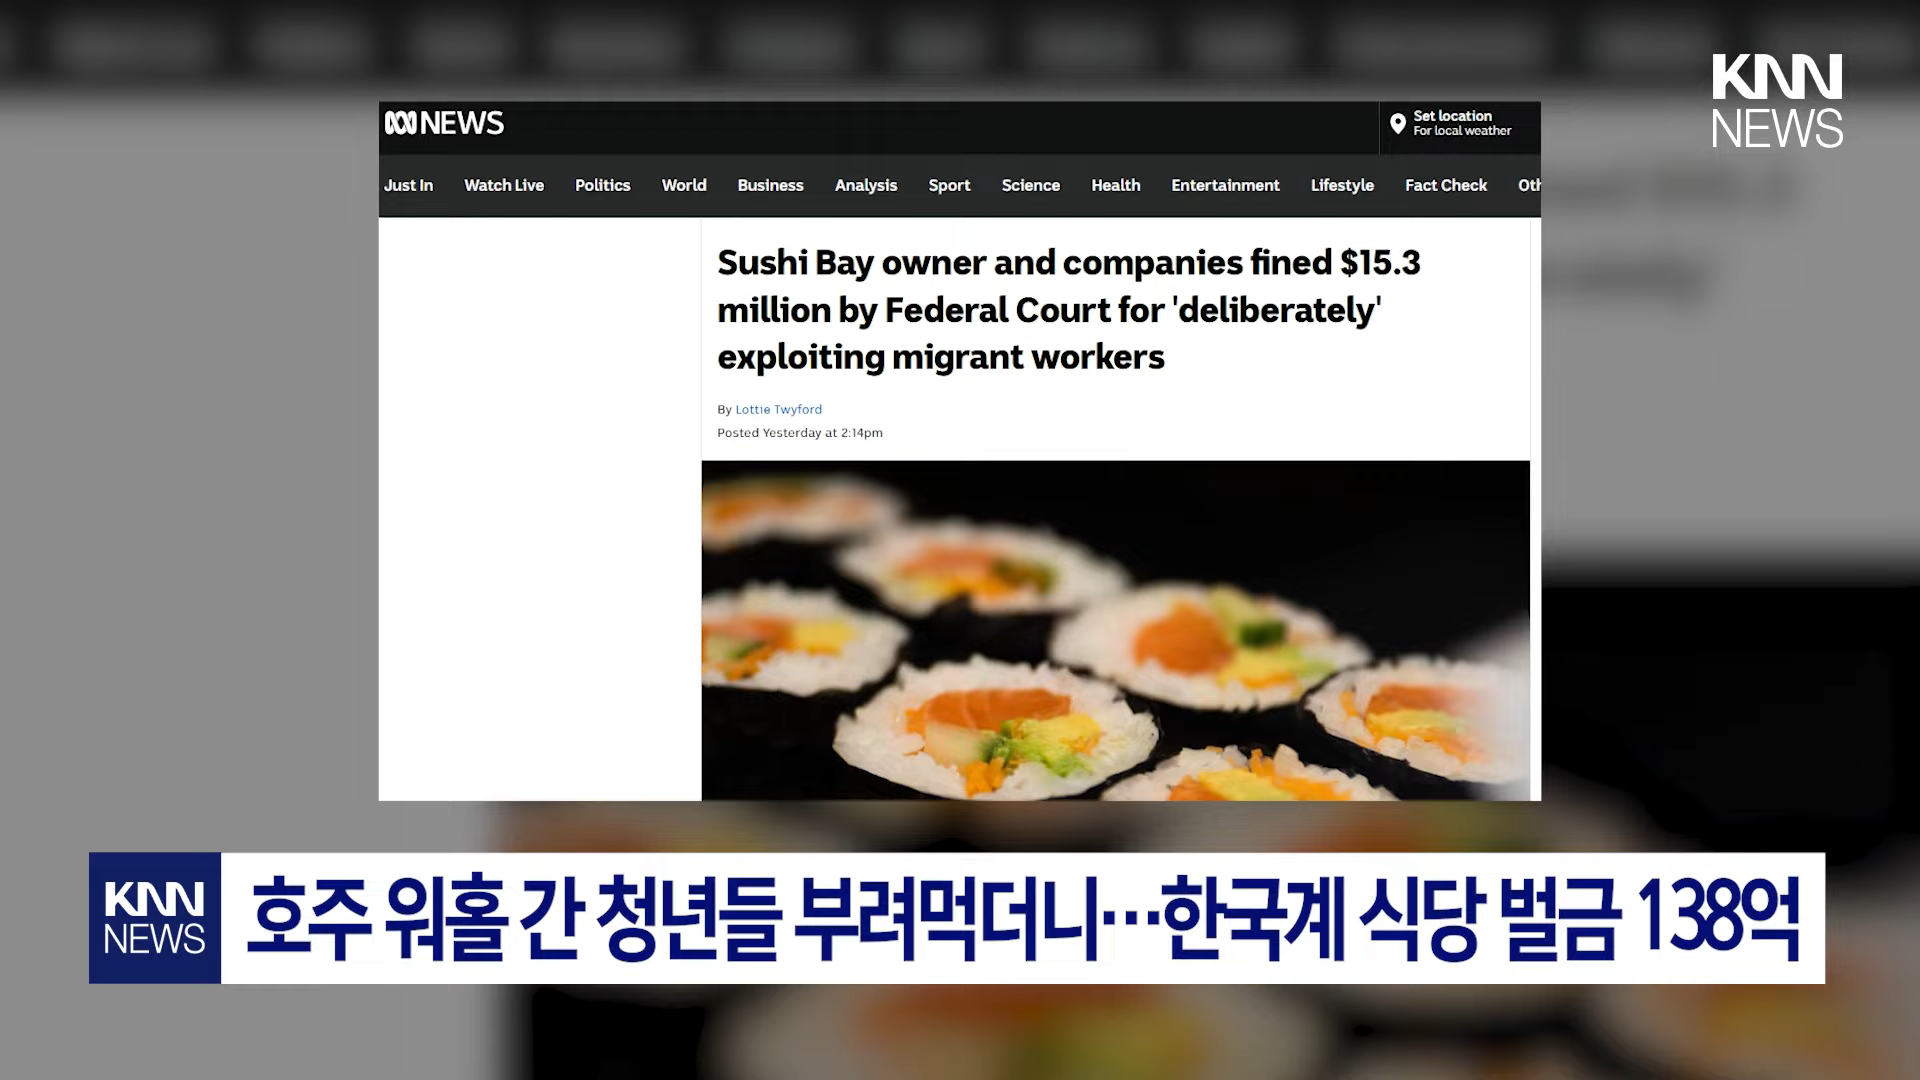 KNN
NEWS
NEWS
Set location
For local weather
Just In Watch Live Politics World Business Analysis Sport Science Health Entertainment Lifestyle Fact Check Oth
Sushi Bay owner and companies fined $15.3
million by Federal Court for 'deliberately'
exploiting migrant workers
By Lottie Twyford
Posted Yesterday at 2:14pm
KNN
NEWS
호주 워홀 간 청년들 부려먹더니…한국계 식당 벌금 138억